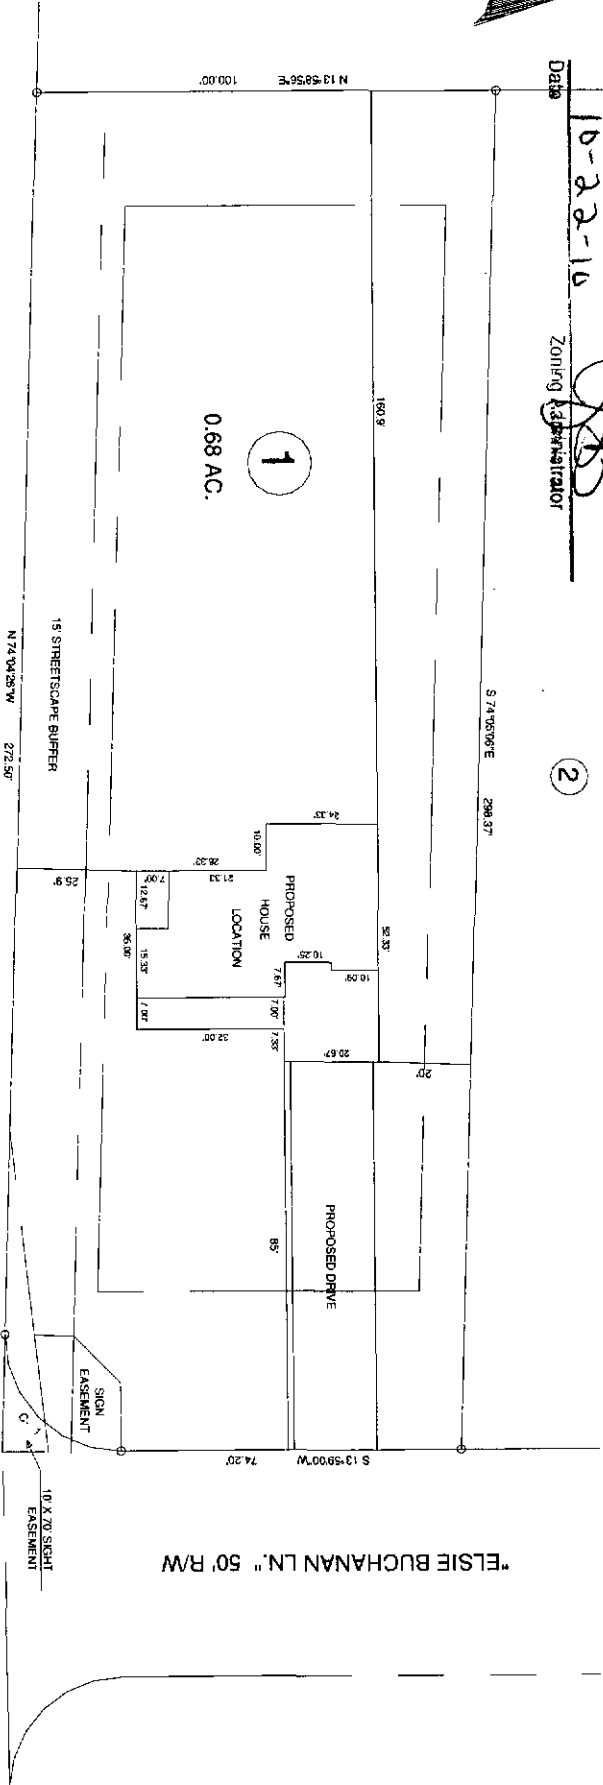 Date 10-22-10 Zoning Administrator
N 13°58'56"E 100.00'
1
0.68 AC.
160.9'
S 74°05'06"E 298.37'
2
15' STREETSCAPE BUFFER
N 74°04'26"W 272.50'
24.33'
10.00'
28.33'
21.33
7.00'
12.67'
25.9'
36.00'
15.33'
7.00'
PROPOSED
HOUSE
LOCATION
52.33'
10.25'
10.09'
7.67'
7.00'
7.33'
32.00'
20.67'
20'
PROPOSED DRIVE
85'
SIGN
EASEMENT
S 13°59'00"W 74.20'
10' X 70' SIGHT
EASEMENT
"ELSIE BUCHANAN LN." 50' R/W